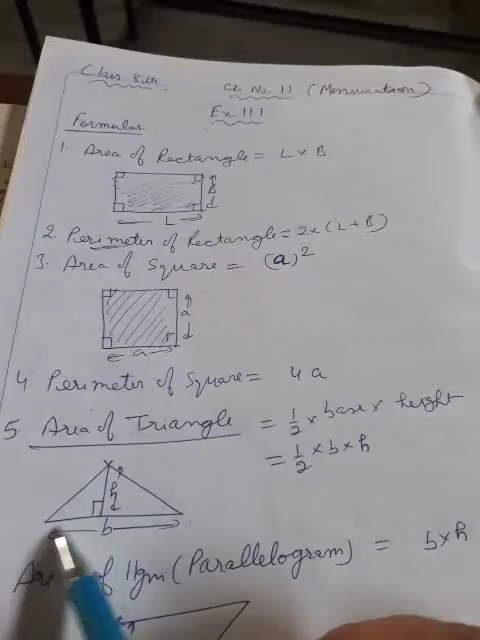 Class 8th
Ch No. 11 (Mensuration)
Ex 11.1
Formulas
1. Area of Rectangle = L × B
B
L
2. Perimeter of Rectangle = 2×(L+B)
3. Area of Square = (a)²
a
a
4. Perimeter of Square = 4a
5. Area of Triangle = 1/2 × base × height
= 1/2 × b × h
h
b
Area of llgm (Parallelogram) = b×h